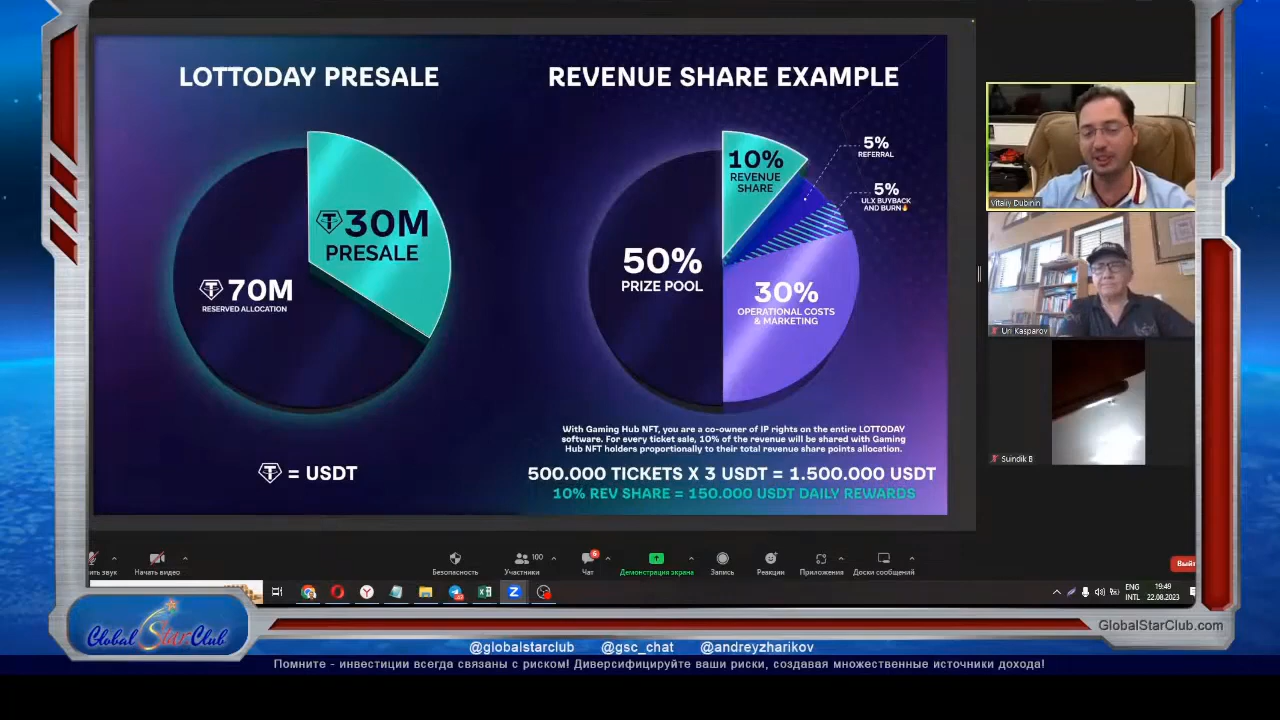 LOTTODAY PRESALE
30M
PRESALE
70M
RESERVED ALLOCATION
= USDT
REVENUE SHARE EXAMPLE
10%
REVENUE
SHARE
5%
REFERRAL
5%
ULX BUYBACK
AND BURN🔥
50%
PRIZE POOL
30%
OPERATIONAL COSTS
& MARKETING
With Gaming Hub NFT, you are a co-owner of IP rights on the entire LOTTODAY
software. For every ticket sale, 10% of the revenue will be shared with Gaming
Hub NFT holders proportionally to their total revenue share points allocation.
500.000 TICKETS X 3 USDT = 1.500.000 USDT
10% REV SHARE = 150.000 USDT DAILY REWARDS
Vitaliy Dubinin
Uri Kasparov
Suindik B
ить звук
Начать видео
Безопасность
Участники
100
Чат
Демонстрация экрана
Запись
Реакции
Приложения
Доски сообщений
Выйт
ENG
INTL
19:49
22.08.2023
Global Star Club
GlobalStarClub.com
@globalstarclub @gsc_chat @andreyzharikov
Помните - инвестиции всегда связаны с риском! Диверсифицируйте ваши риски, создавая множественные источники дохода!